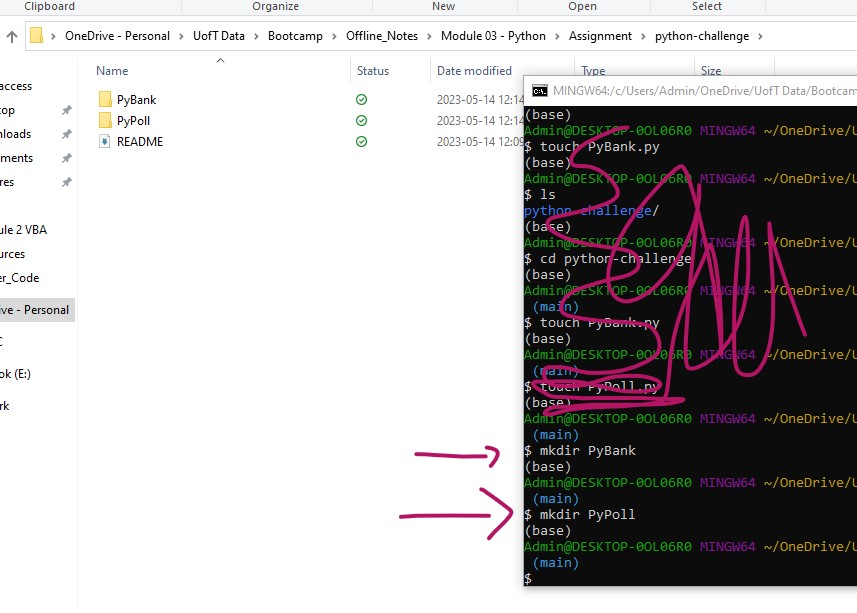 Clipboard Organize New Open Select
OneDrive - Personal > UofT Data > Bootcamp > Offline_Notes > Module 03 - Python > Assignment > python-challenge >
Name Status Date modified Type Size
PyBank 2023-05-14 12:14
PyPoll 2023-05-14 12:14
README 2023-05-14 12:09
access
top
nloads
ments
res
ule 2 VBA
urces
er_Code
ive - Personal
C
ok (E:)
rk
MINGW64:/c/Users/Admin/OneDrive/UofT Data/Bootcam
(base)
Admin@DESKTOP-0OL06R0 MINGW64 ~/OneDrive/U
$ touch PyBank.py
(base)
Admin@DESKTOP-0OL06R0 MINGW64 ~/OneDrive/U
$ ls
python-challenge/
(base)
Admin@DESKTOP-0OL06R0 MINGW64 ~/OneDrive/U
$ cd python-challenge
(base)
Admin@DESKTOP-0OL06R0 MINGW64 ~/OneDrive/U
(main)
$ touch PyBank.py
(base)
Admin@DESKTOP-0OL06R0 MINGW64 ~/OneDrive/U
(main)
$ touch PyPoll.py
(base)
Admin@DESKTOP-0OL06R0 MINGW64 ~/OneDrive/U
(main)
$ mkdir PyBank
(base)
Admin@DESKTOP-0OL06R0 MINGW64 ~/OneDrive/U
(main)
$ mkdir PyPoll
(base)
Admin@DESKTOP-0OL06R0 MINGW64 ~/OneDrive/U
(main)
$